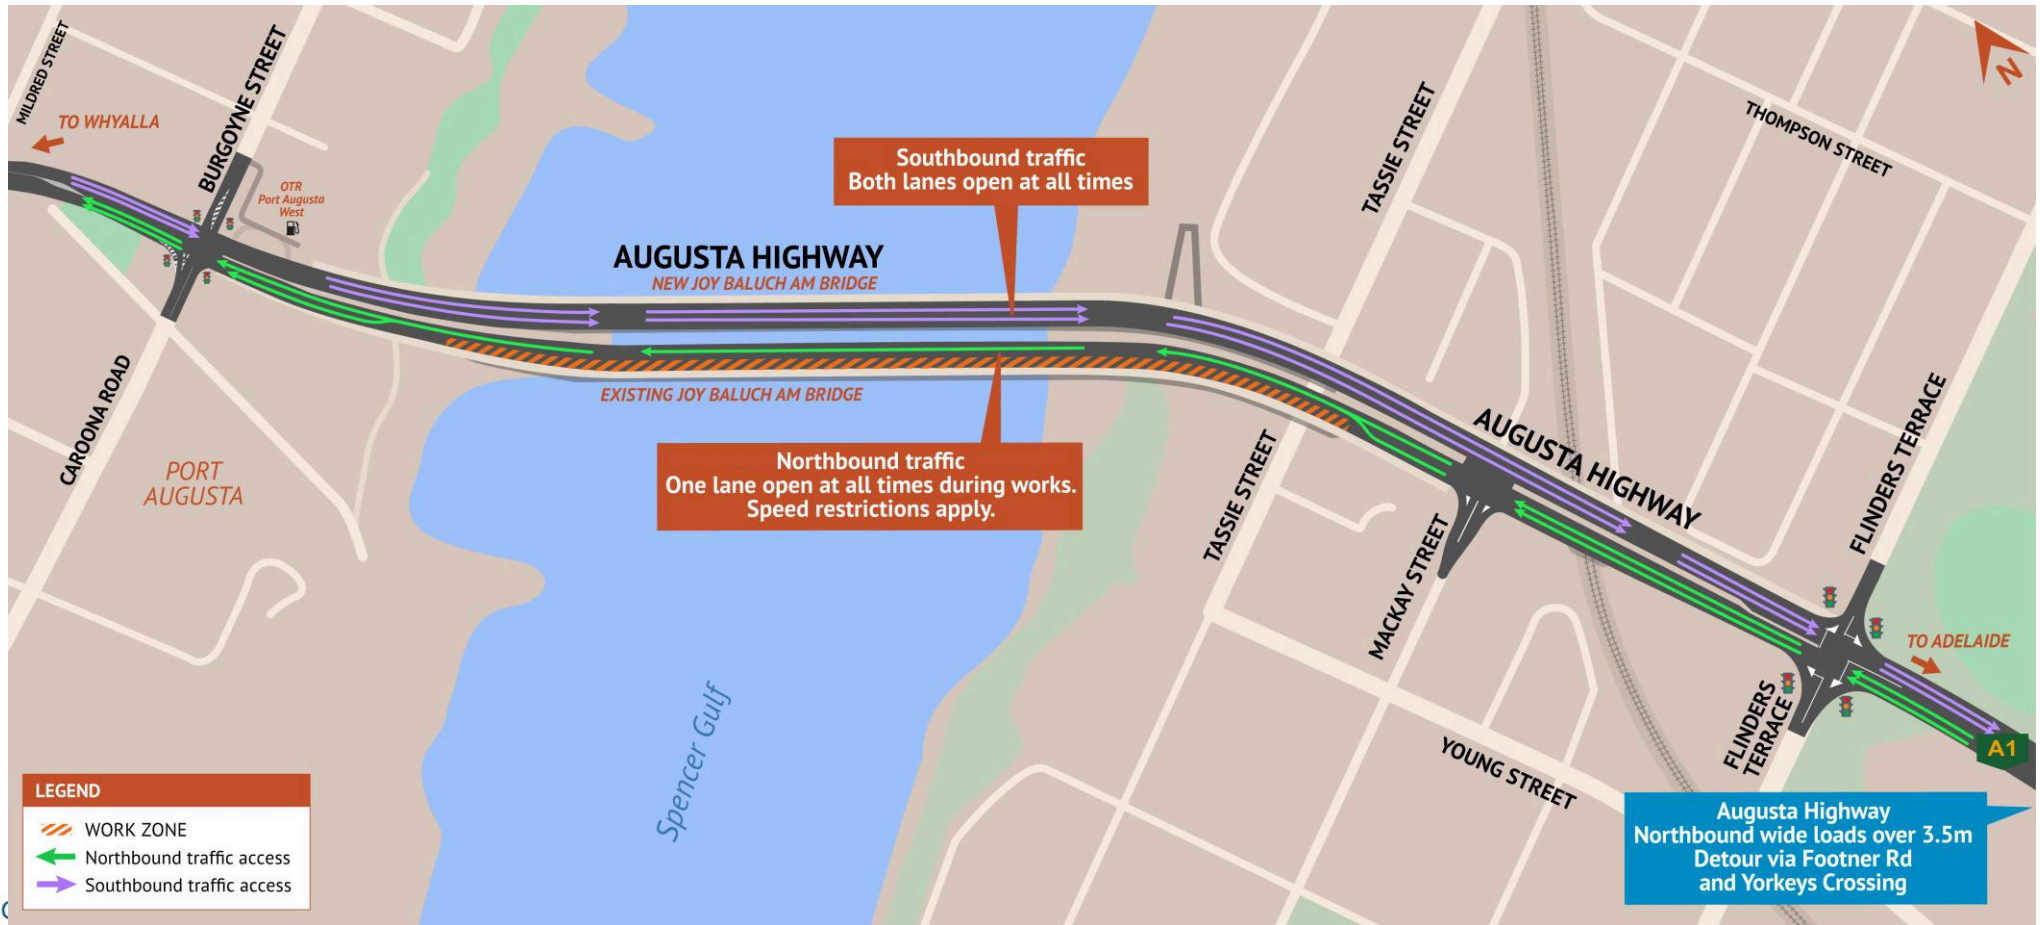 MILDRED STREET
BURGOYNE STREET
TO WHYALLA
OTR
Port Augusta
West
Southbound traffic
Both lanes open at all times
TASSIE STREET
THOMPSON STREET
N
AUGUSTA HIGHWAY
NEW JOY BALUCH AM BRIDGE
EXISTING JOY BALUCH AM BRIDGE
CAROONA ROAD
PORT
AUGUSTA
Northbound traffic
One lane open at all times during works.
Speed restrictions apply.
TASSIE STREET
AUGUSTA HIGHWAY
FLINDERS TERRACE
MACKAY STREET
TO ADELAIDE
FLINDERS
TERRACE
A1
Spencer Gulf
YOUNG STREET
LEGEND
WORK ZONE
Northbound traffic access
Southbound traffic access
Augusta Highway
Northbound wide loads over 3.5m
Detour via Footner Rd
and Yorkeys Crossing